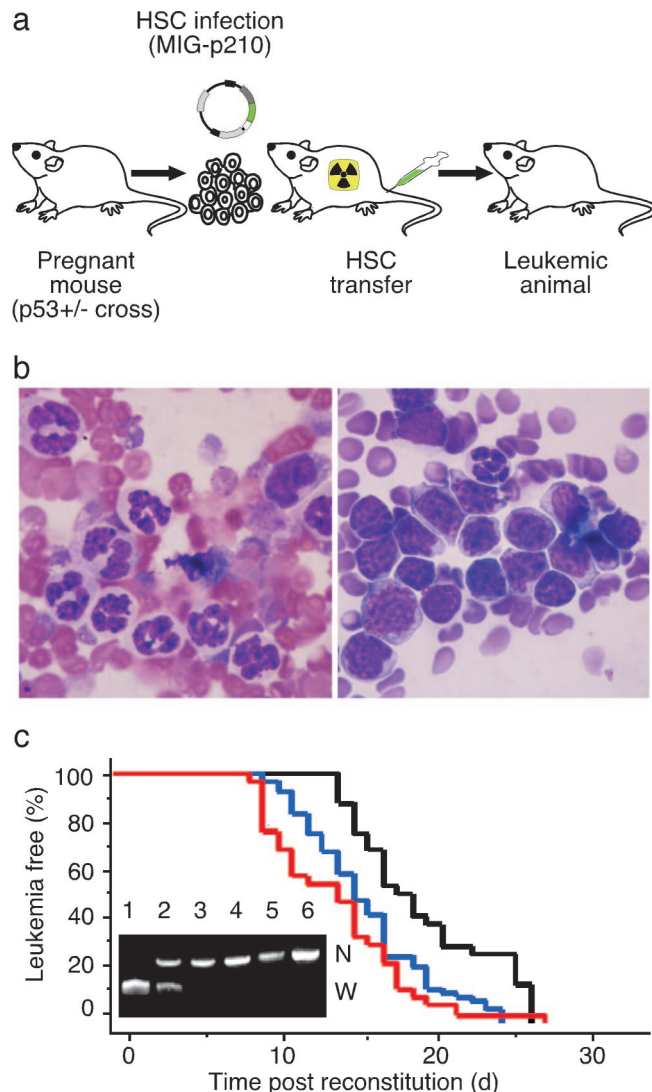 a
HSC infection
(MIG-p210)
Pregnant
mouse
(p53+/- cross)
HSC
transfer
Leukemic
animal
b
c
Leukemia free (%)
100
80
60
40
20
0
1 2 3 4 5 6
N
W
0 10 20 30
Time post reconstitution (d)